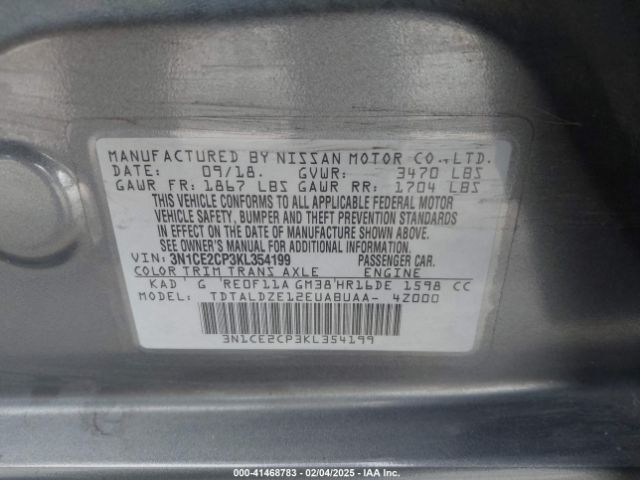 MANUFACTURED BY NISSAN MOTOR CO., LTD.
DATE: 09/18. GVWR: 3470 LBS
GAWR FR: 1867 LBS GAWR RR: 1704 LBS
THIS VEHICLE CONFORMS TO ALL APPLICABLE FEDERAL MOTOR
VEHICLE SAFETY, BUMPER AND THEFT PREVENTION STANDARDS
IN EFFECT ON THE DATE OF MANUFACTURE SHOWN ABOVE.
SEE OWNER'S MANUAL FOR ADDITIONAL INFORMATION.
VIN: 3N1CE2CP3KL354199 PASSENGER CAR.
COLOR TRIM TRANS AXLE ENGINE
KAD G RE0F11A GM38 HR16DE 1598 CC
MODEL: TDTALDZE12EUABUAA- 4Z000
3N1CE2CP3KL354199
000-41468783 - 02/04/2025 - IAA Inc. - Copyright